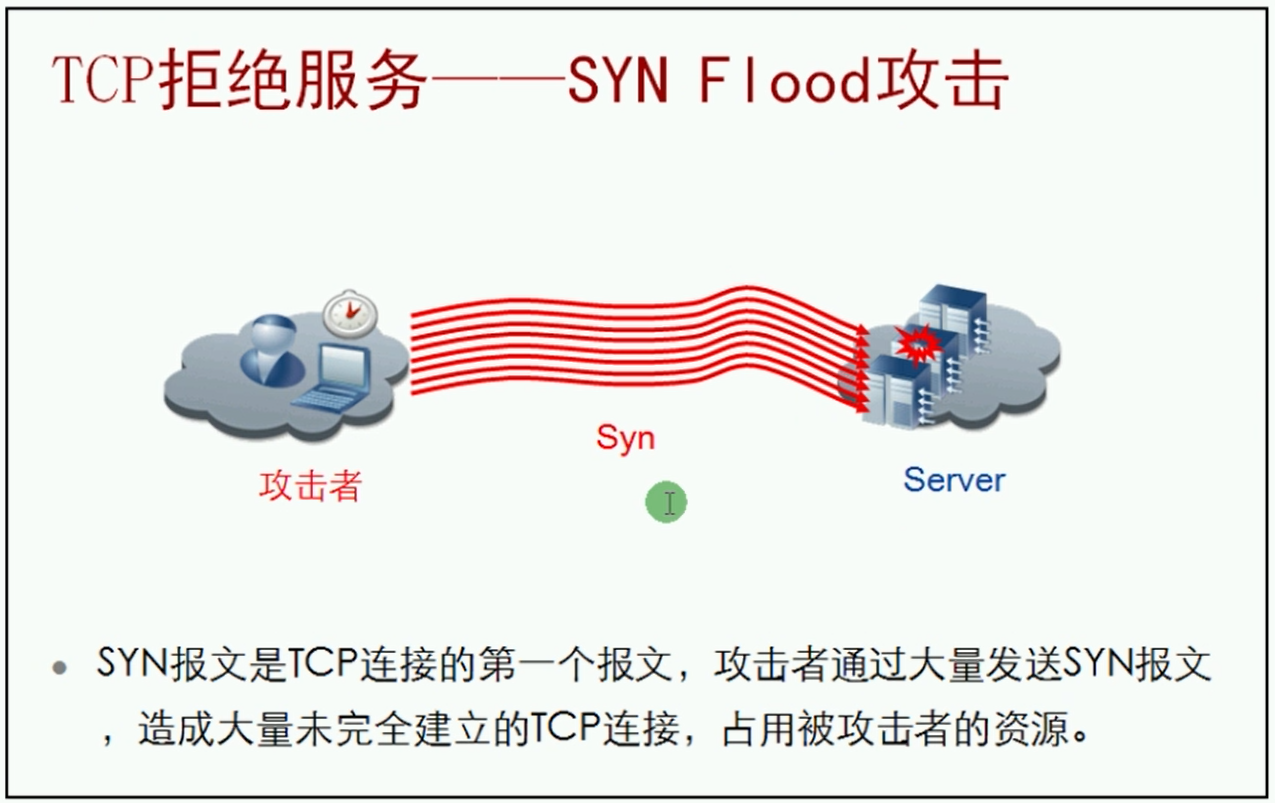 TCP拒绝服务——SYN Flood攻击
Syn
攻击者
Server
SYN报文是TCP连接的第一个报文，攻击者通过大量发送SYN报文
，造成大量未完全建立的TCP连接，占用被攻击者的资源。